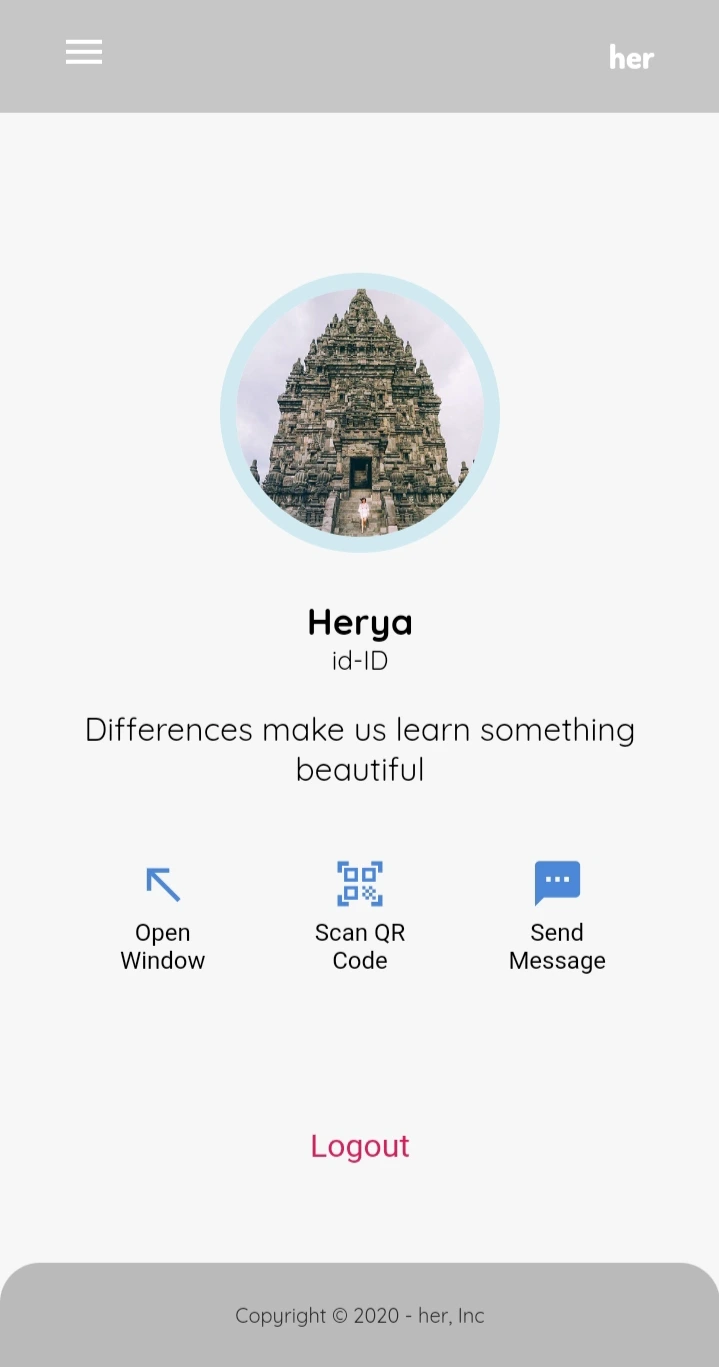 her
Herya
id-ID
Differences make us learn something
beautiful
Open
Window
Scan QR
Code
Send
Message
Logout
Copyright © 2020 - her, Inc